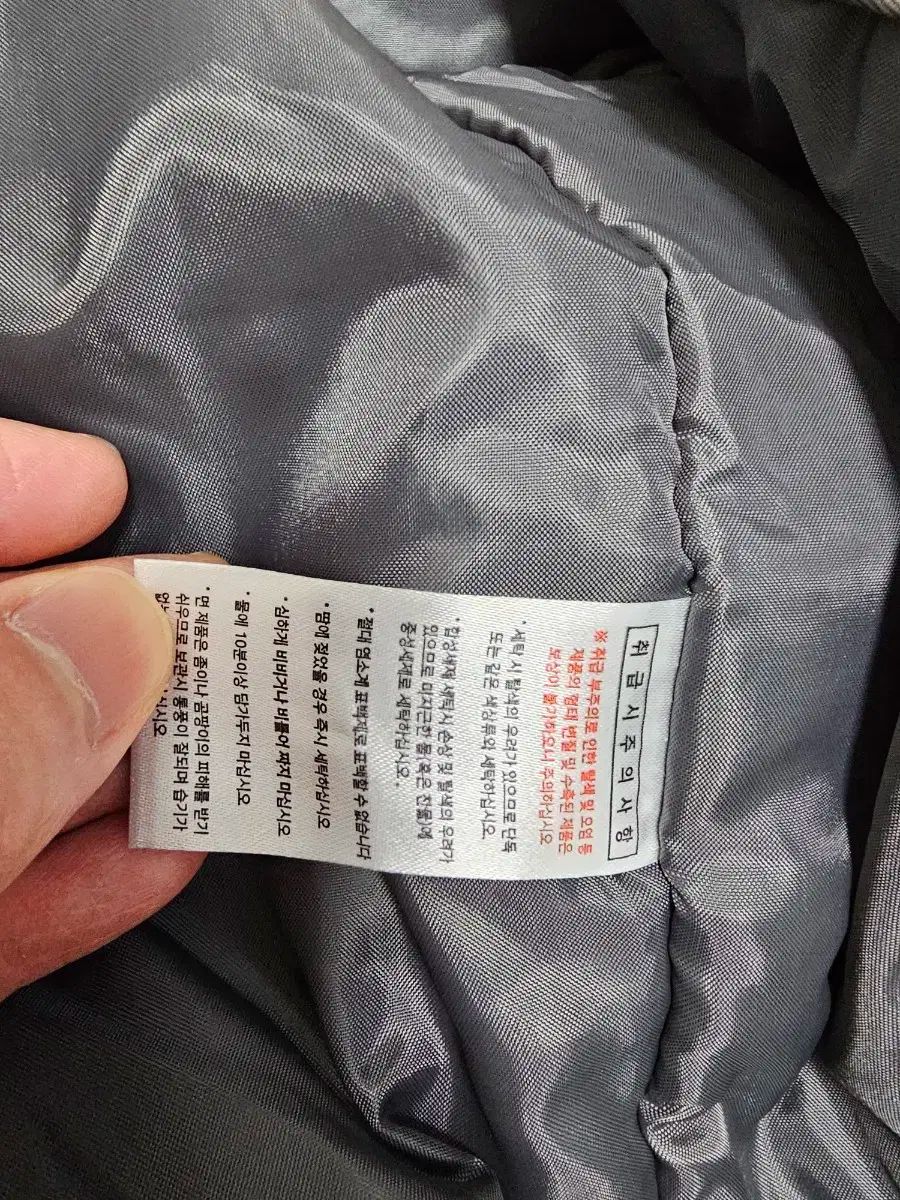 취급시주의사항
※취급 부주의로 인한 탈색 및 오염 등
제품의 형태 변질 및 수축된 제품은
보상이 불가하오니 주의하십시오
*세탁시 탈색의 우려가 있으므로 단독
또는 같은 색상류와 세탁하십시오
*합성세제 세탁시 손상 및 탈색의 우려가
있으므로 미지근한 물(혹은 찬물)에
중성세제로 세탁하십시오.
*절대 염소계 표백제로 표백할 수 없습니다
*땀에 젖었을 경우 즉시 세탁하십시오
*심하게 비비거나 비틀어 짜지 마십시오
*물에 10분이상 담가두지 마십시오
*면 제품은 좀이나 곰팡이의 피해를 받기
쉬우므로 보관시 통풍이 잘되며 습기가